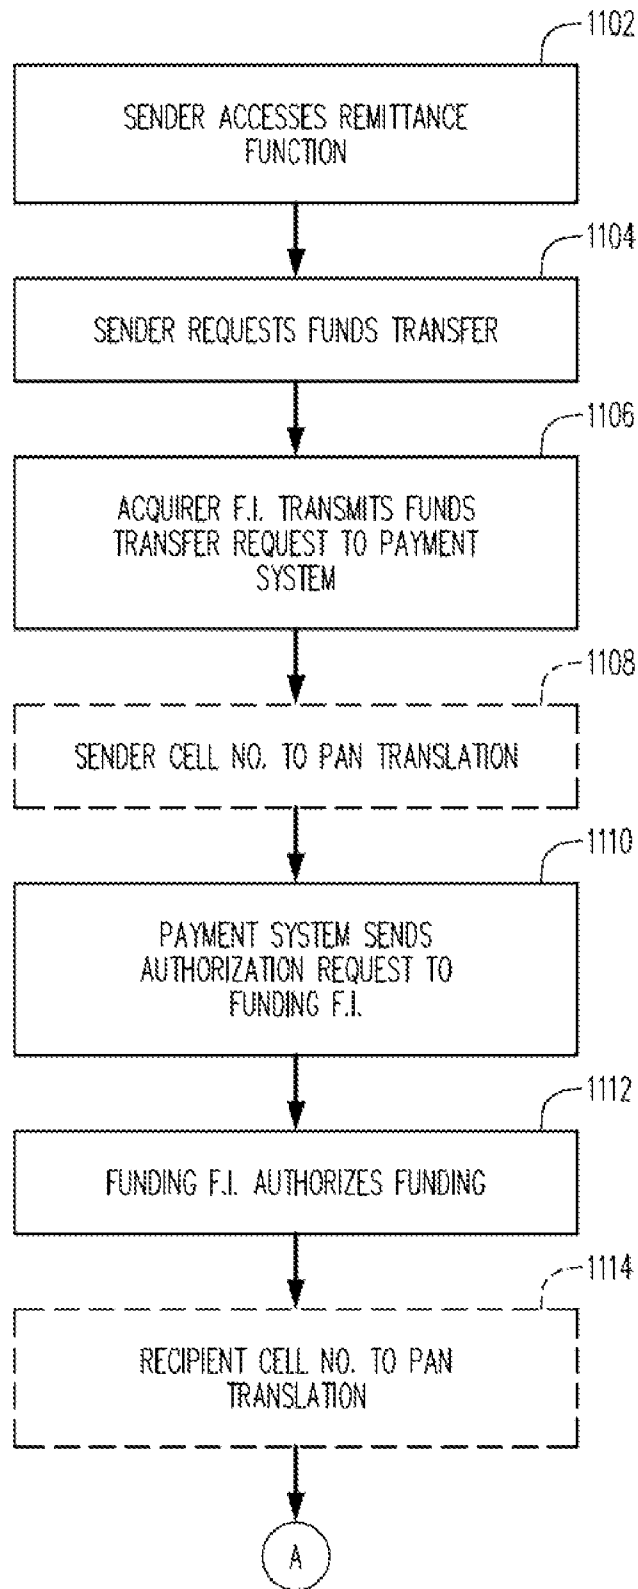 1102
SENDER ACCESSES REMITTANCE
FUNCTION
1104
SENDER REQUESTS FUNDS TRANSFER
1106
ACQUIRER F.I. TRANSMITS FUNDS
TRANSFER REQUEST TO PAYMENT
SYSTEM
1108
SENDER CELL NO. TO PAN TRANSLATION
1110
PAYMENT SYSTEM SENDS
AUTHORIZATION REQUEST TO
FUNDING F.I.
1112
FUNDING F.I. AUTHORIZES FUNDING
1114
RECIPIENT CELL NO. TO PAN
TRANSLATION
A